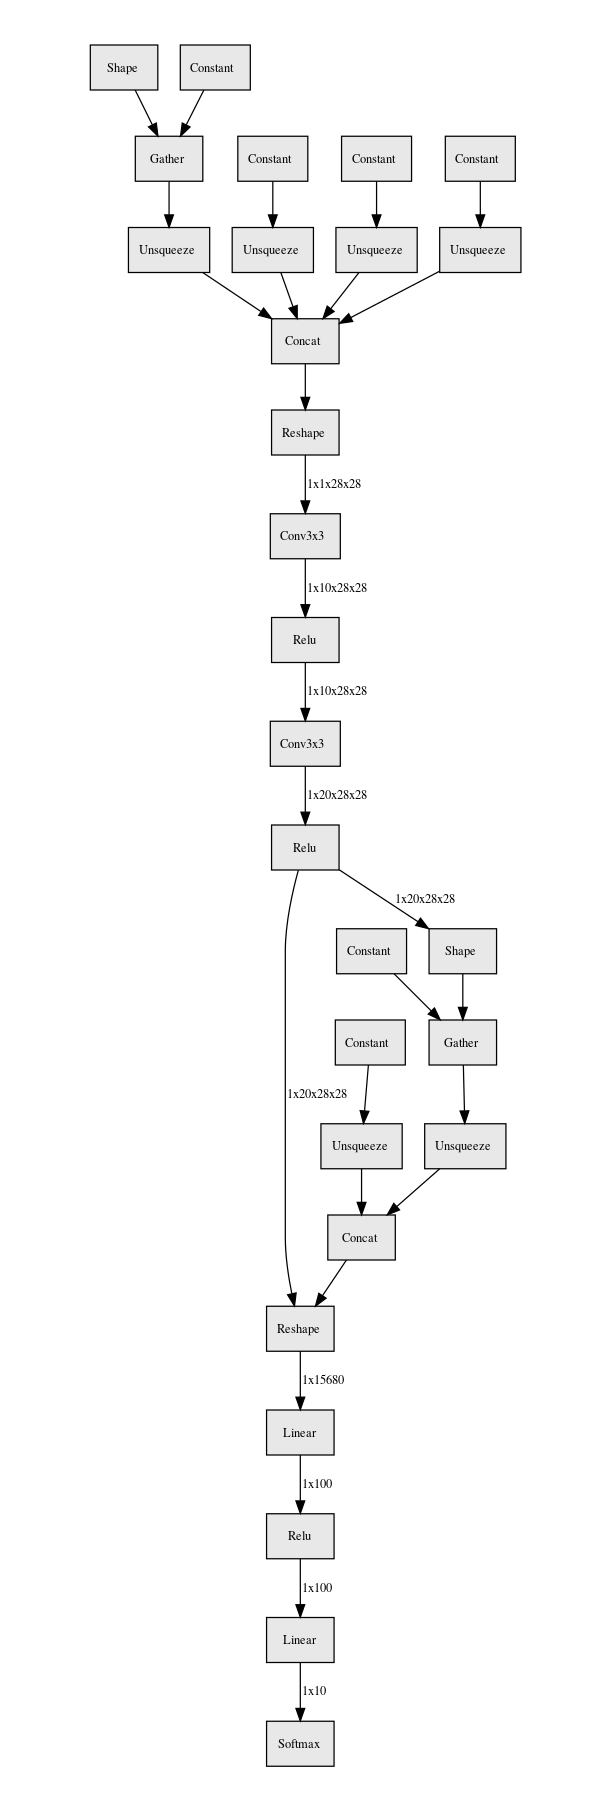 Shape Constant
Gather Constant Constant Constant
Unsqueeze Unsqueeze Unsqueeze Unsqueeze
Concat
Reshape
1x1x28x28
Conv3x3
1x10x28x28
Relu
1x10x28x28
Conv3x3
1x20x28x28
Relu
1x20x28x28
Constant Shape
Constant Gather
1x20x28x28
Unsqueeze Unsqueeze
Concat
Reshape
1x15680
Linear
1x100
Relu
1x100
Linear
1x10
Softmax